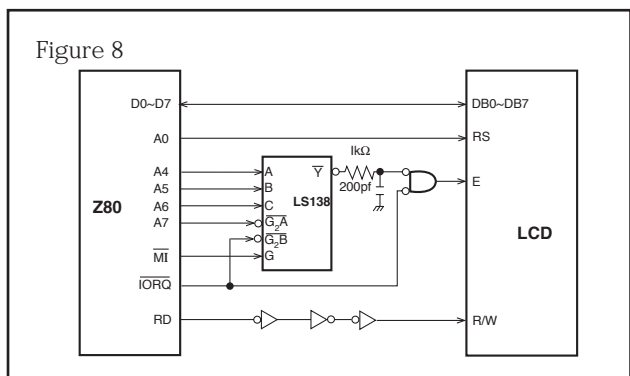 Figure 8
D0~D7
A0
A4
A5
A6
A7
MI
IORQ
RD
Z80
A
B
C
G2A
G2B
G
Y
LS138
IkΩ
200pf
DB0~DB7
RS
E
R/W
LCD